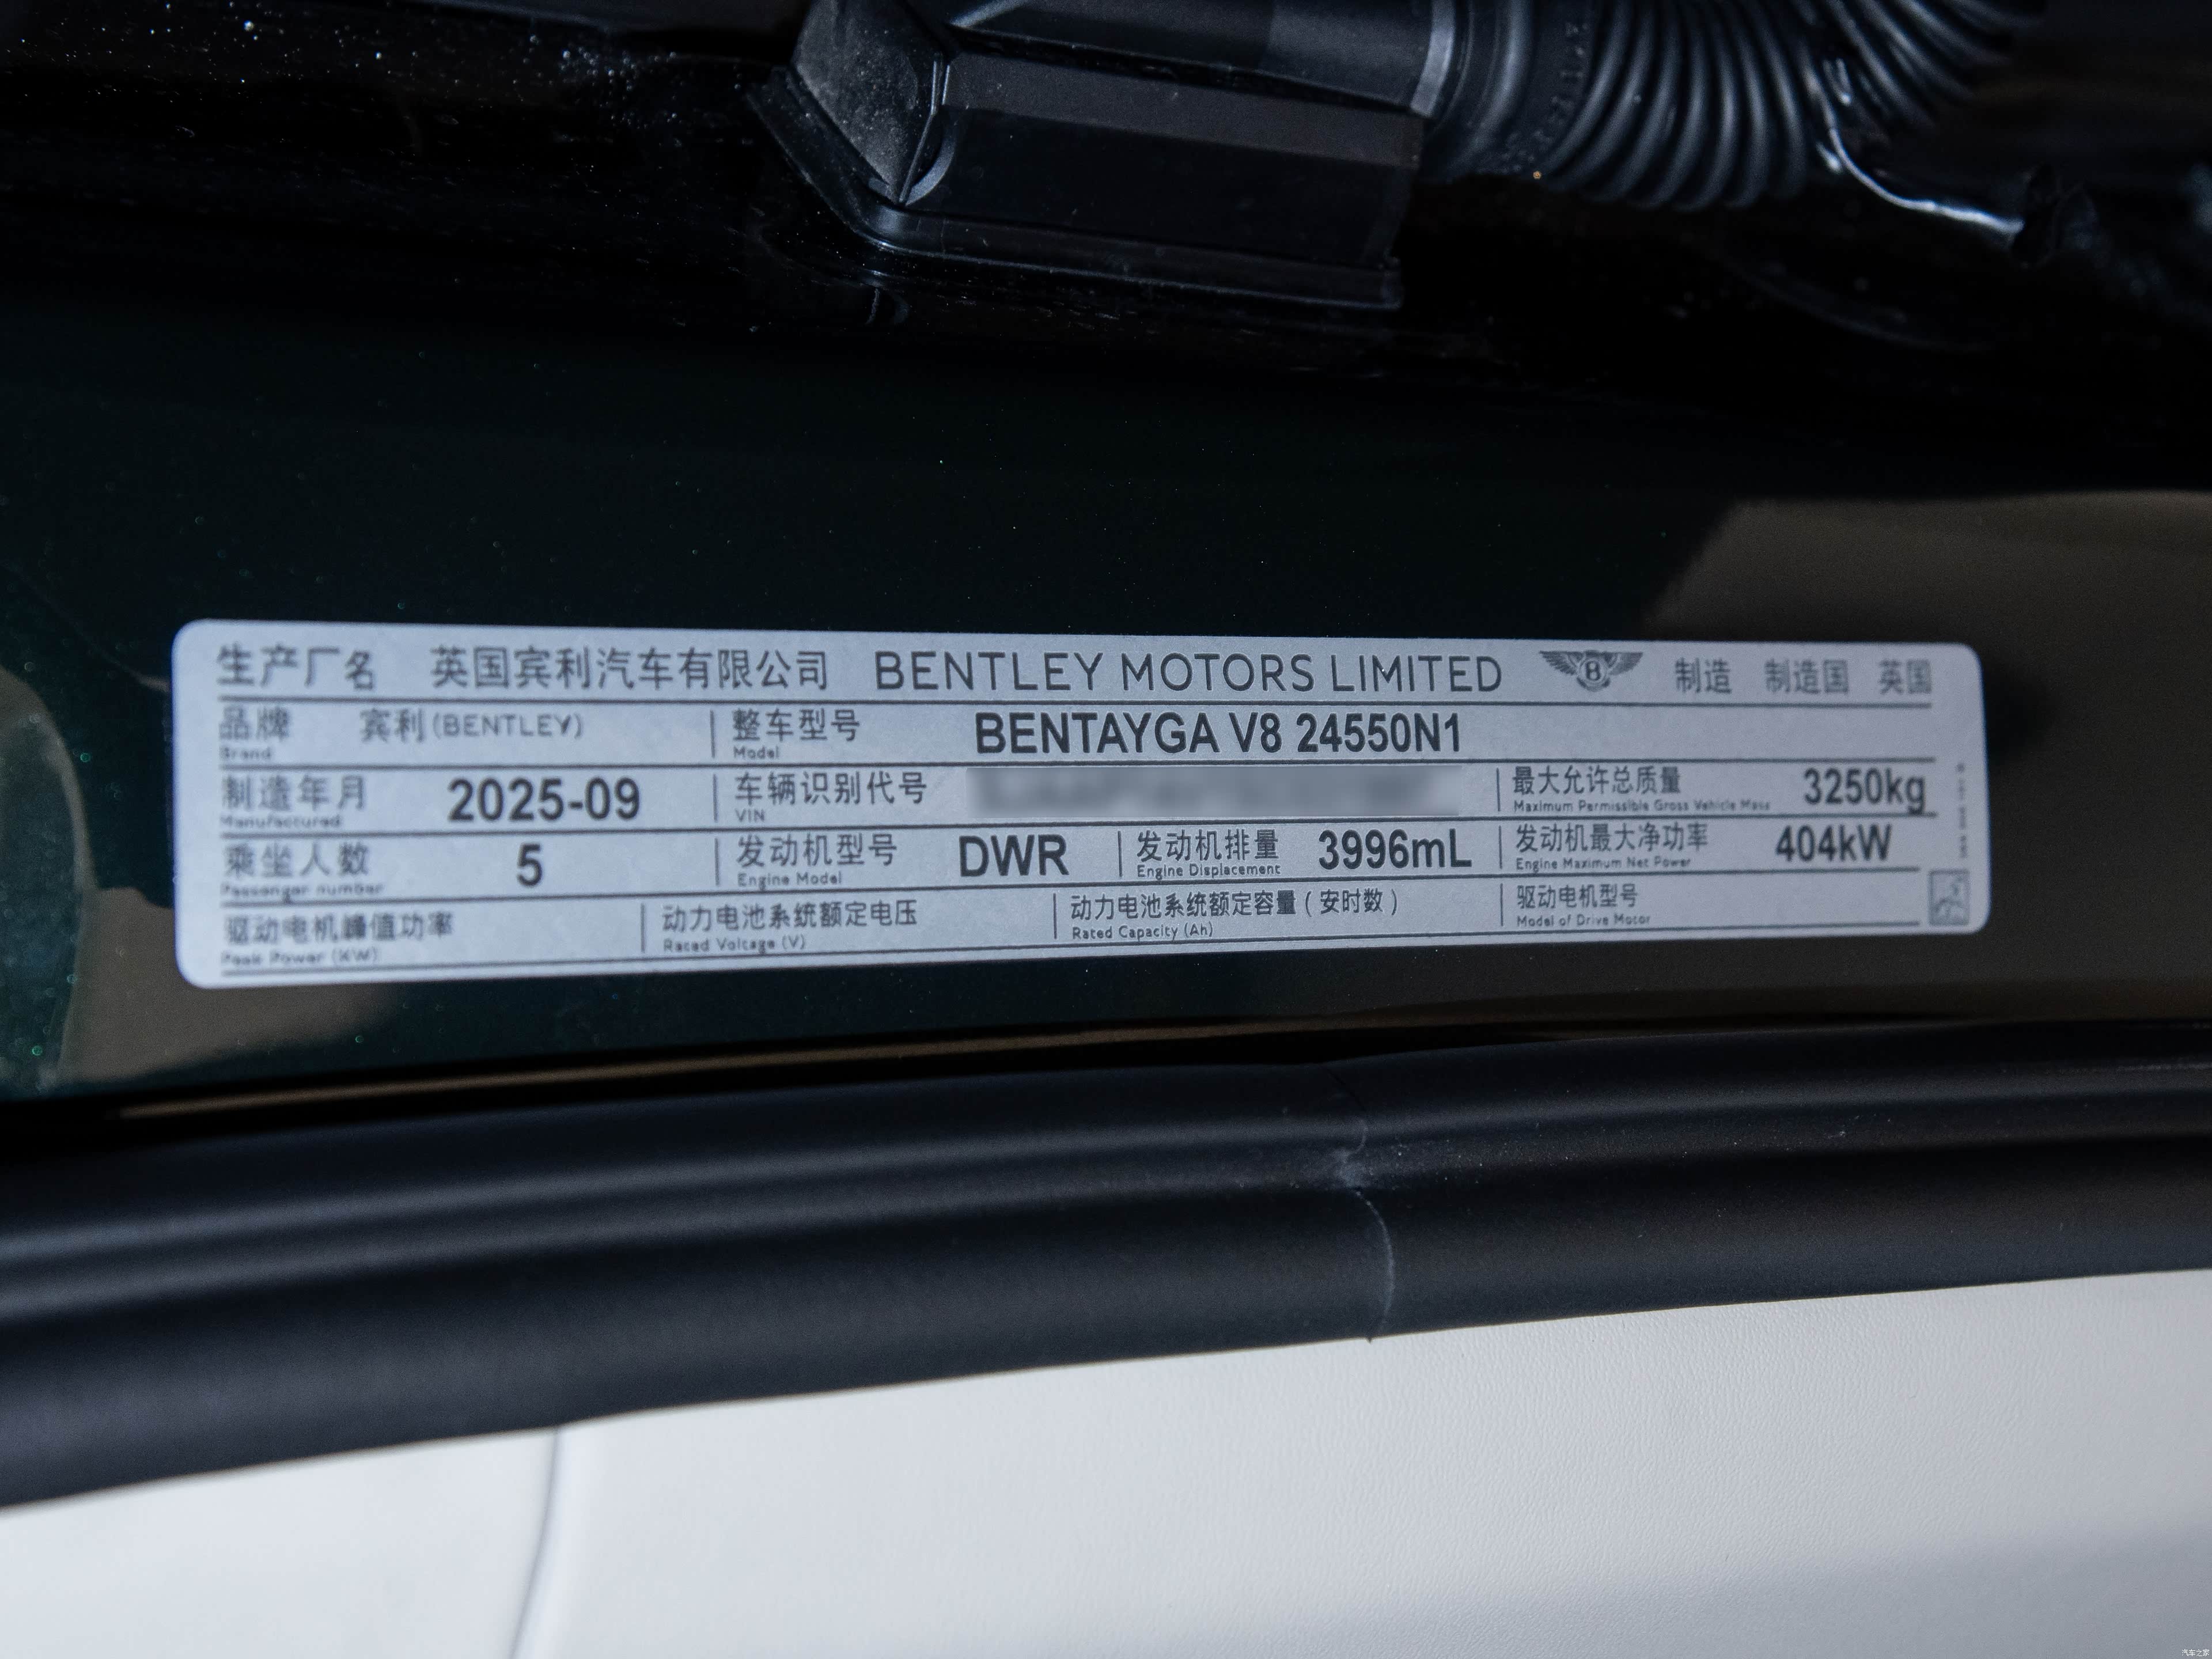 生产厂名 英国宾利汽车有限公司 BENTLEY MOTORS LIMITED B 制造 制造国 英国
品牌 宾利(BENTLEY) 整车型号 BENTAYGA V8 24550N1
Brand Model
制造年月 2025-09 车辆识别代号 最大允许总质量 3250kg
Manufactured VIN Maximum Permissible Gross Vehicle Mass
乘坐人数 5 发动机型号 DWR 发动机排量 3996mL 发动机最大净功率 404kW
Passenger number Engine Model Engine Displacement Engine Maximum Net Power
驱动电机峰值功率 动力电池系统额定电压 动力电池系统额定容量(安时数) 驱动电机型号
Peak Power (KW) Rated Voltage (V) Rated Capacity (Ah) Model of Drive Motor
汽车之家